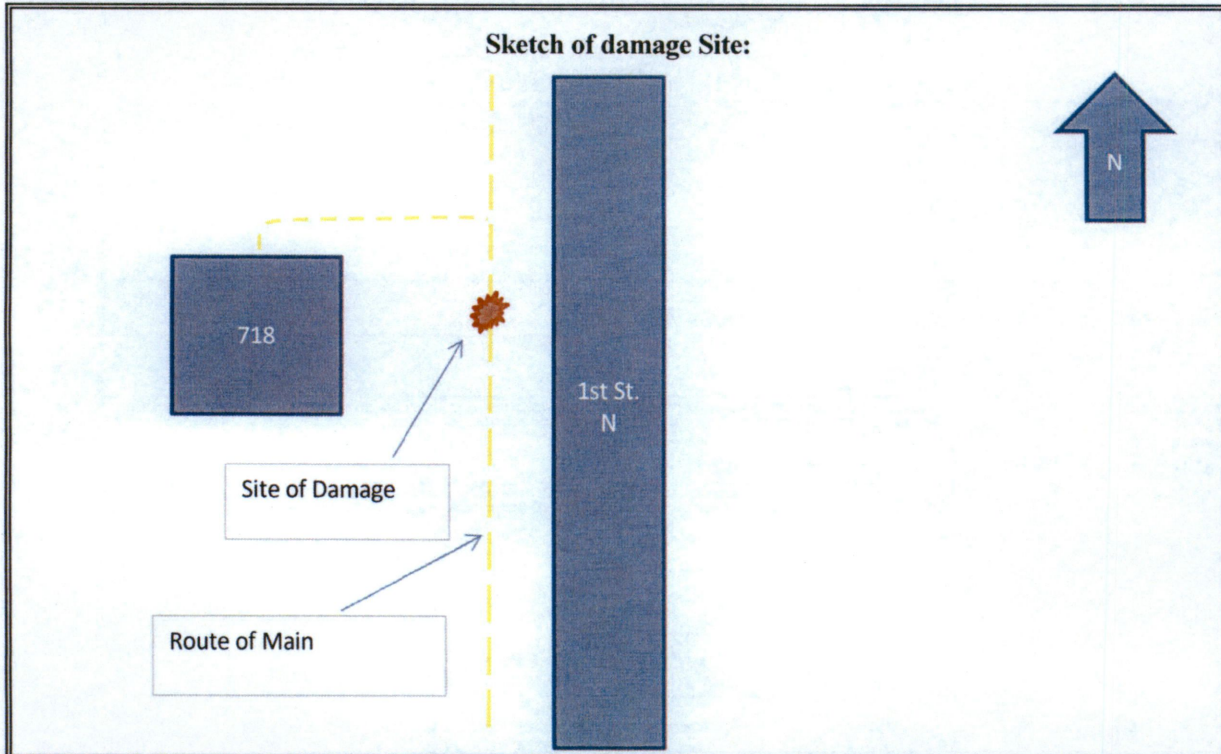 Sketch of damage Site:
N
718
1st St.
N
Site of Damage
Route of Main